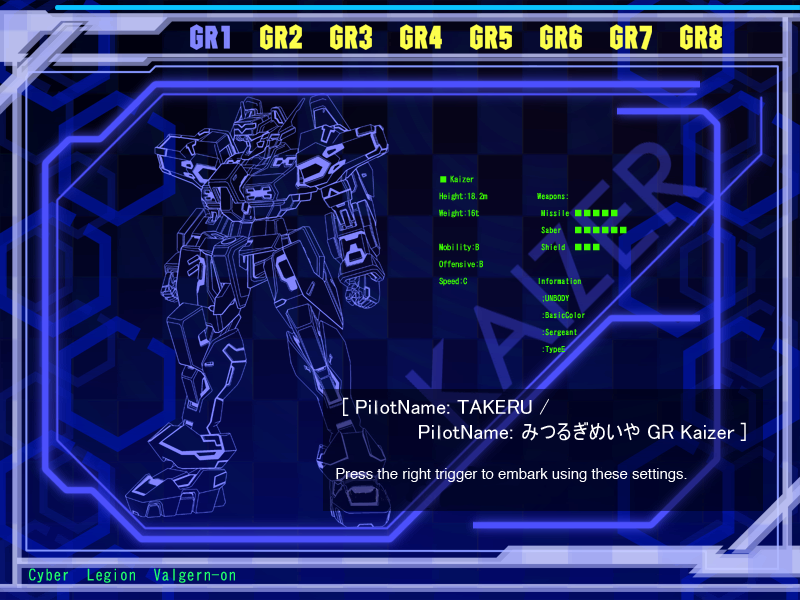 GR1 GR2 GR3 GR4 GR5 GR6 GR7 GR8
KAIZER
■ Kaizer
Height:18.2m
Weight:16t
Mobility:B
Offensive:B
Speed:C
Weapons:
Missile ■■■■■
Saber ■■■■■■
Shield ■■■
Information
:UNBODY
:BasicColor
:Sergeant
:TypeE
[ PilotName: TAKERU /
PilotName: みつるぎめいや GR Kaizer ]
Press the right trigger to embark using these settings.
Cyber Legion Valgern-on